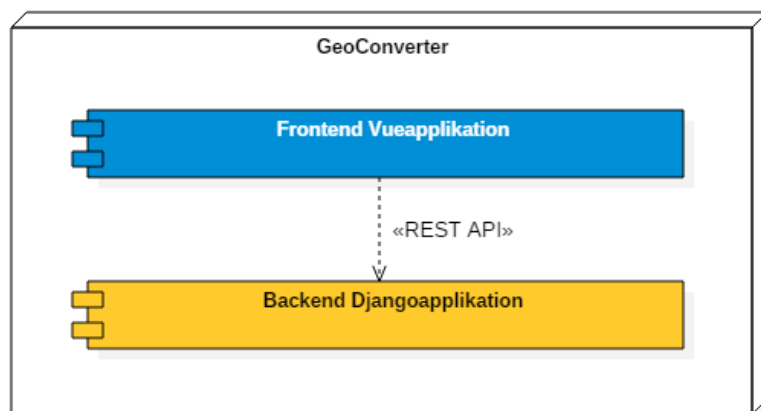 GeoConverter
Frontend Vueapplikation
«REST API»
Backend Djangoapplikation